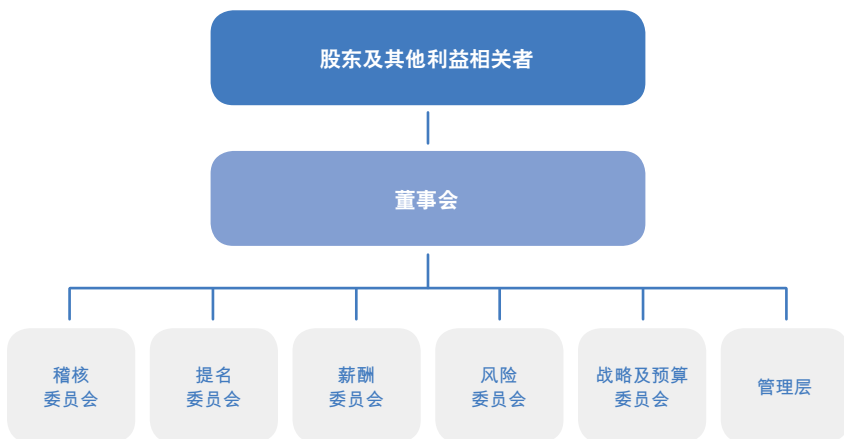 股东及其他利益相关者
董事会
稽核
委员会
提名
委员会
薪酬
委员会
风险
委员会
战略及预算
委员会
管理层